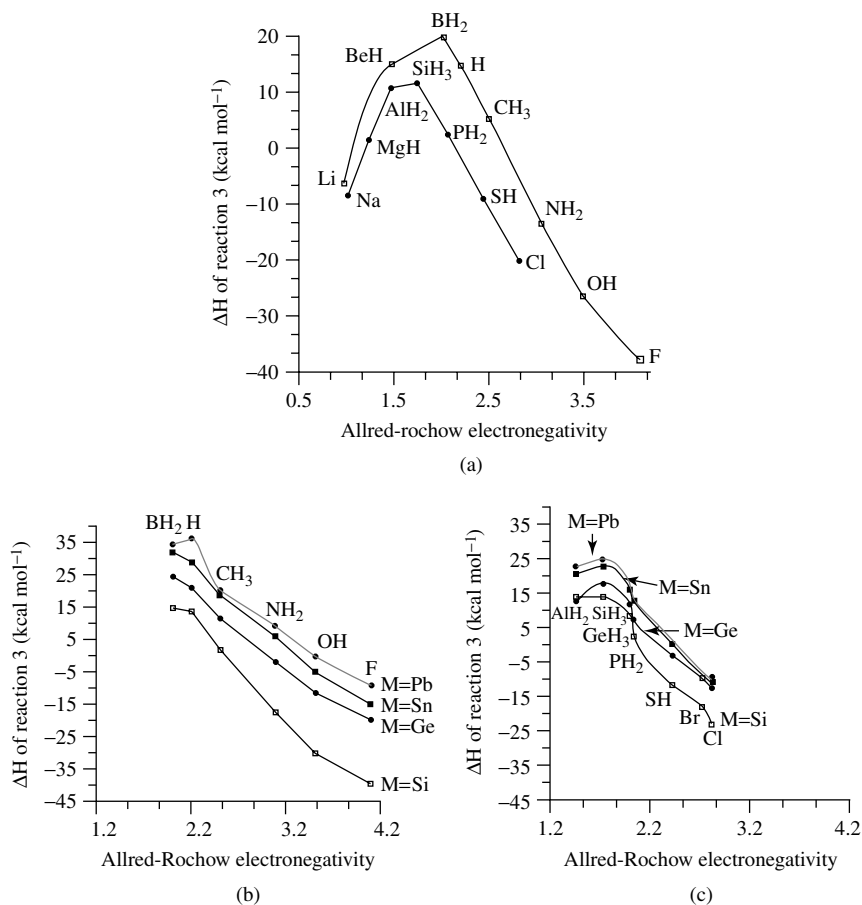 BH2
20
BeH
SiH3
H
10
AlH2
CH3
0
MgH
PH2
Li
−10
Na
SH
NH2
−20
Cl
OH
−30
F
−40
ΔH of reaction 3 (kcal mol−1)
0.5 1.5 2.5 3.5
Allred-rochow electronegativity
(a)
BH2 H
35
25
CH3
15
NH2
5
OH
−5
F
M=Pb
−15
M=Sn
M=Ge
−25
−35
M=Si
−45
ΔH of reaction 3 (kcal mol−1)
1.2 2.2 3.2 4.2
Allred-Rochow electronegativity
(b)
M=Pb
35
25
M=Sn
15
AlH2 SiH3
M=Ge
GeH3
5
PH2
−5
SH
−15
Br
M=Si
Cl
−25
−35
−45
ΔH of reaction 3 (kcal mol−1)
1.2 2.2 3.2 4.2
Allred-Rochow electronegativity
(c)